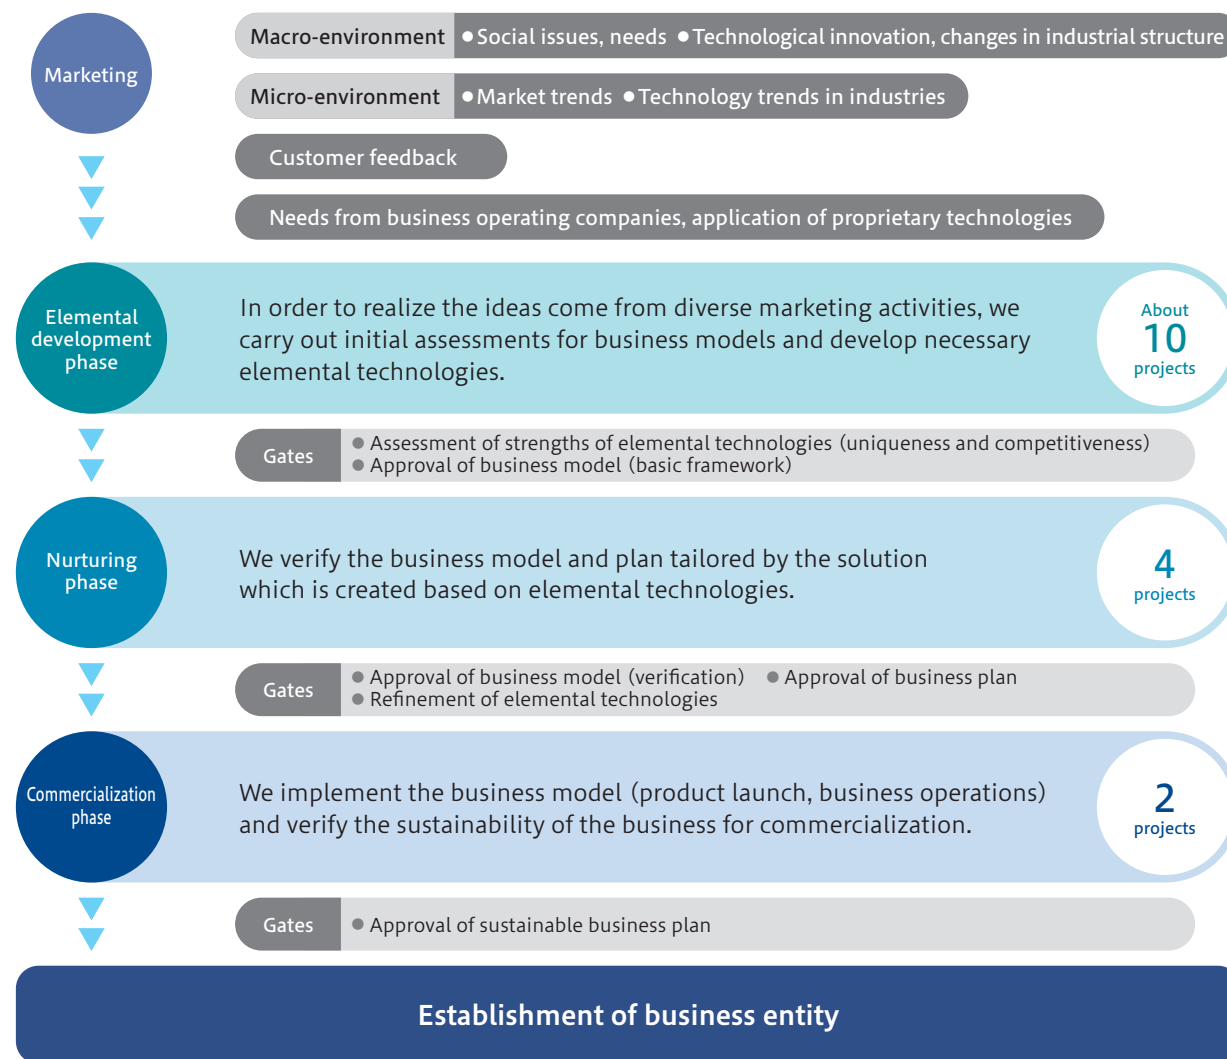 Marketing
Macro-environment ● Social issues, needs ● Technological innovation, changes in industrial structure
Micro-environment ● Market trends ● Technology trends in industries
Customer feedback
Needs from business operating companies, application of proprietary technologies
Elemental
development
phase
In order to realize the ideas come from diverse marketing activities, we
carry out initial assessments for business models and develop necessary
elemental technologies.
About
10
projects
Gates
● Assessment of strengths of elemental technologies (uniqueness and competitiveness)
● Approval of business model (basic framework)
Nurturing
phase
We verify the business model and plan tailored by the solution
which is created based on elemental technologies.
4
projects
Gates
● Approval of business model (verification) ● Approval of business plan
● Refinement of elemental technologies
Commercialization
phase
We implement the business model (product launch, business operations)
and verify the sustainability of the business for commercialization.
2
projects
Gates
● Approval of sustainable business plan
Establishment of business entity